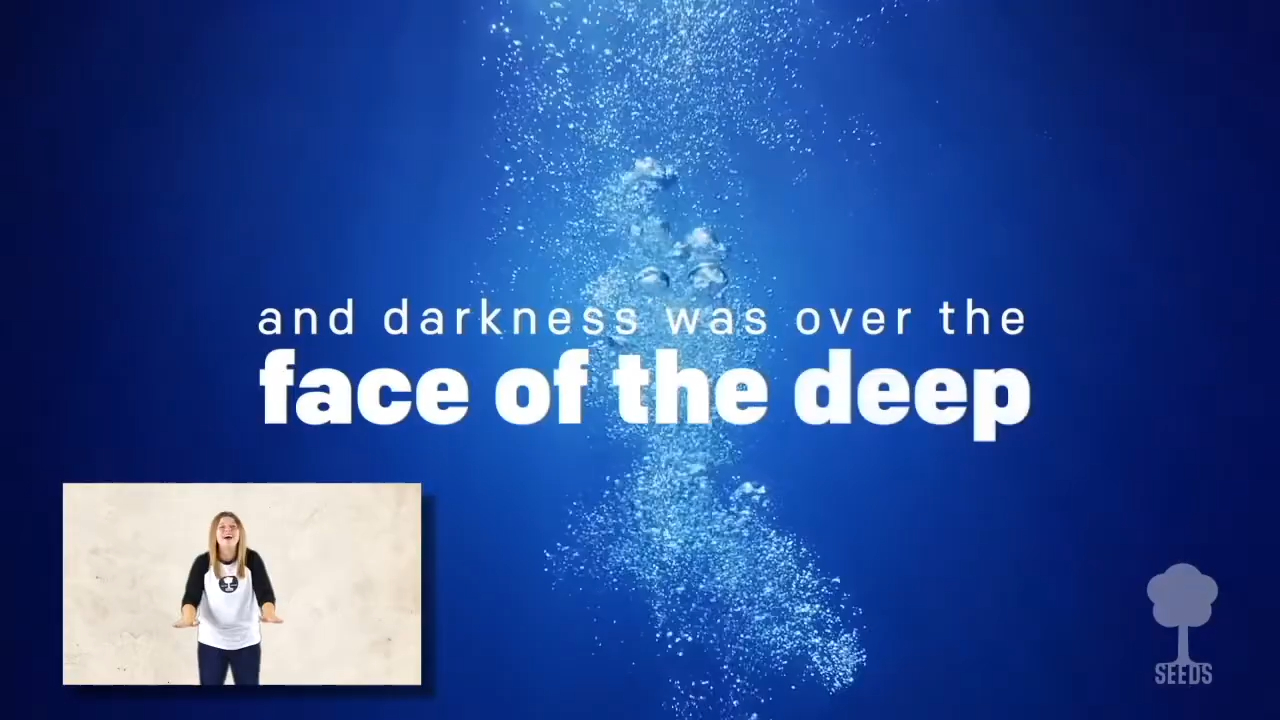 and darkness was over the
face of the deep
SEEDS